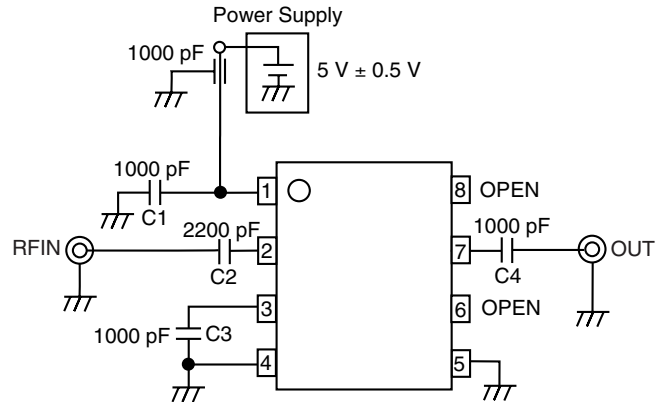 Power Supply
1000 pF
5 V ± 0.5 V
1000 pF
C1
1
8 OPEN
RFIN
2200 pF
C2
2
7
1000 pF
C4
OUT
3
6 OPEN
1000 pF C3
4
5